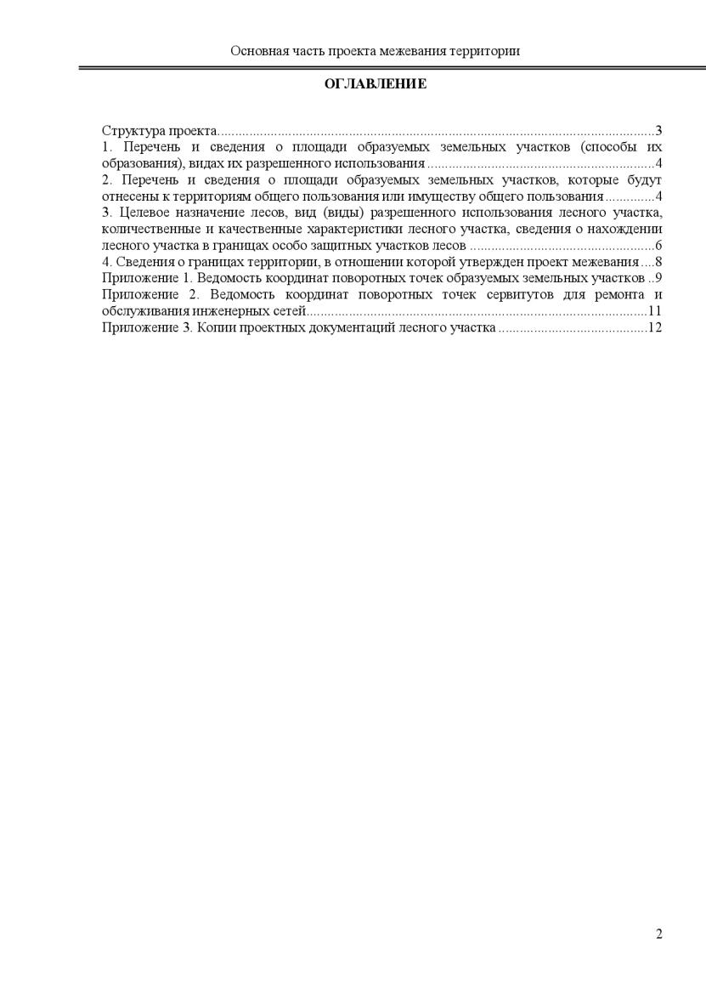 Основная часть проекта межевания территории
ОГЛАВЛЕНИЕ
Структура проекта...........................................................................................................................3
1. Перечень и сведения о площади образуемых земельных участков (способы их
образования), видах их разрешенного использования ................................................................4
2. Перечень и сведения о площади образуемых земельных участков, которые будут
отнесены к территориям общего пользования или имуществу общего пользования ..............4
3. Целевое назначение лесов, вид (виды) разрешенного использования лесного участка,
количественные и качественные характеристики лесного участка, сведения о нахождении
лесного участка в границах особо защитных участков лесов ....................................................6
4. Сведения о границах территории, в отношении которой утвержден проект межевания ....8
Приложение 1. Ведомость координат поворотных точек образуемых земельных участков ..9
Приложение 2. Ведомость координат поворотных точек сервитутов для ремонта и
обслуживания инженерных сетей................................................................................................11
Приложение 3. Копии проектных документаций лесного участка ..........................................12
2